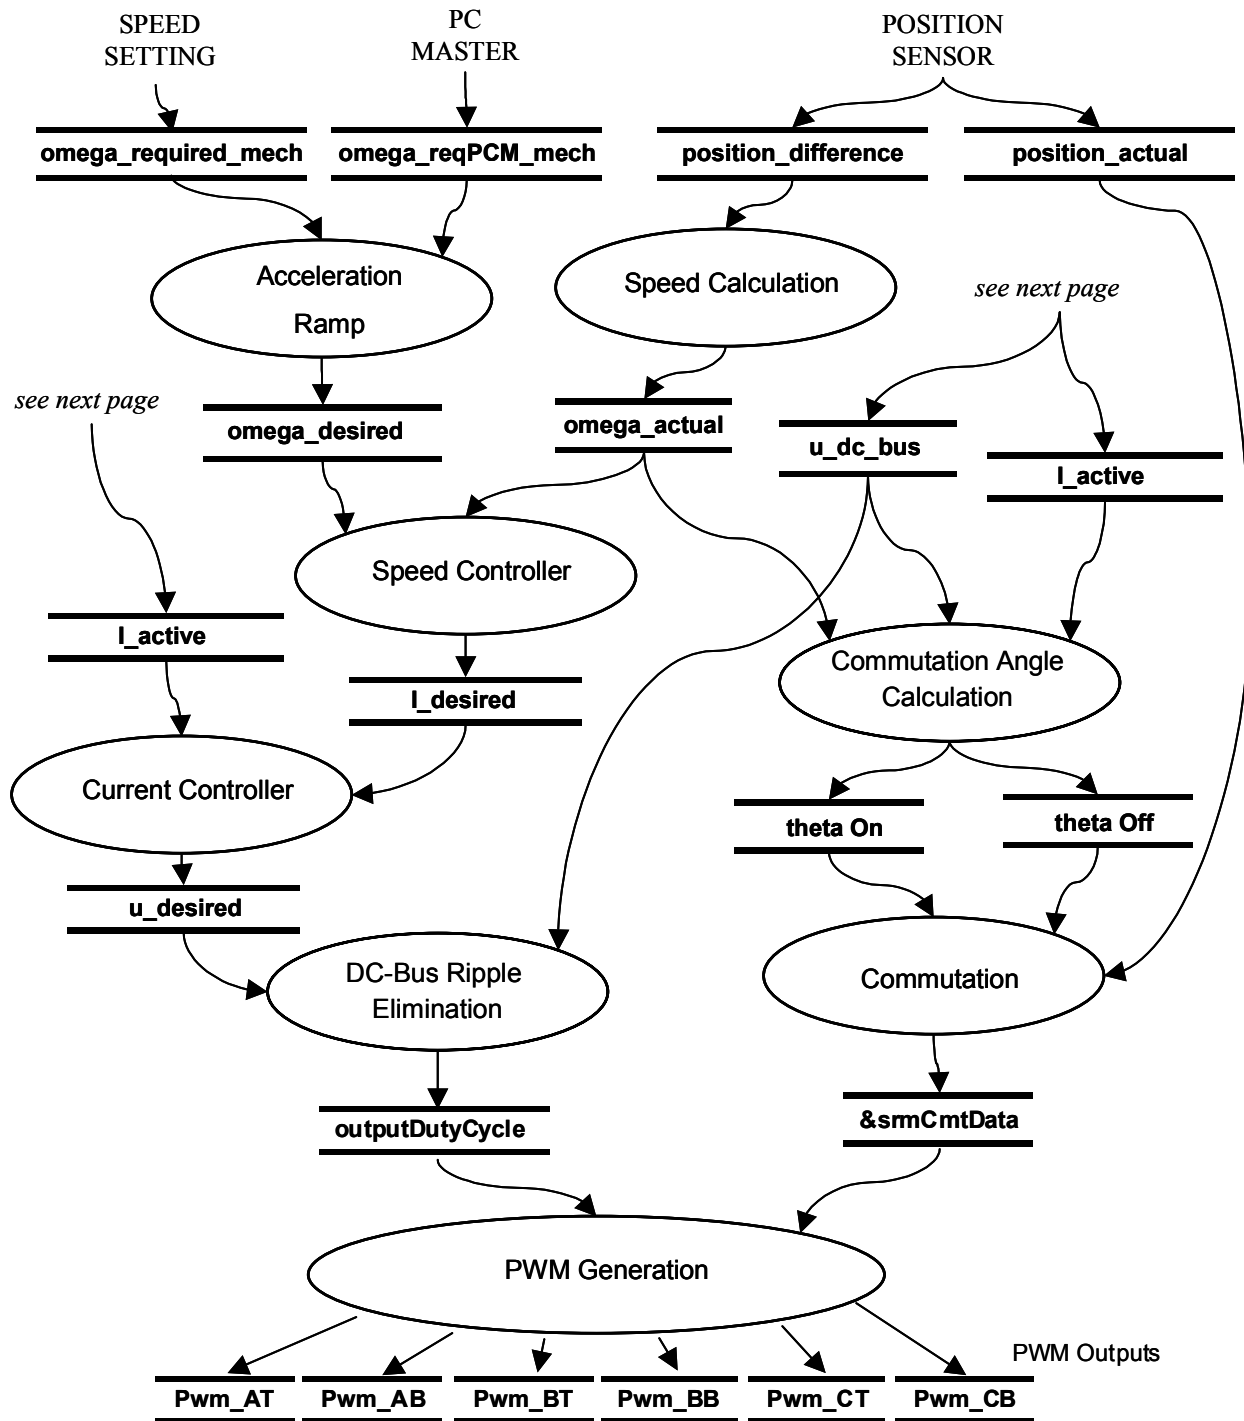 SPEED
SETTING
PC
MASTER
POSITION
SENSOR
omega_required_mech
omega_reqPCM_mech
position_difference
position_actual
Acceleration
Ramp
Speed Calculation
see next page
see next page
omega_desired
omega_actual
u_dc_bus
I_active
Speed Controller
I_active
I_desired
Commutation Angle
Calculation
Current Controller
theta On
theta Off
u_desired
DC-Bus Ripple
Elimination
Commutation
outputDutyCycle
&srmCmtData
PWM Generation
PWM Outputs
Pwm_AT
Pwm_AB
Pwm_BT
Pwm_BB
Pwm_CT
Pwm_CB